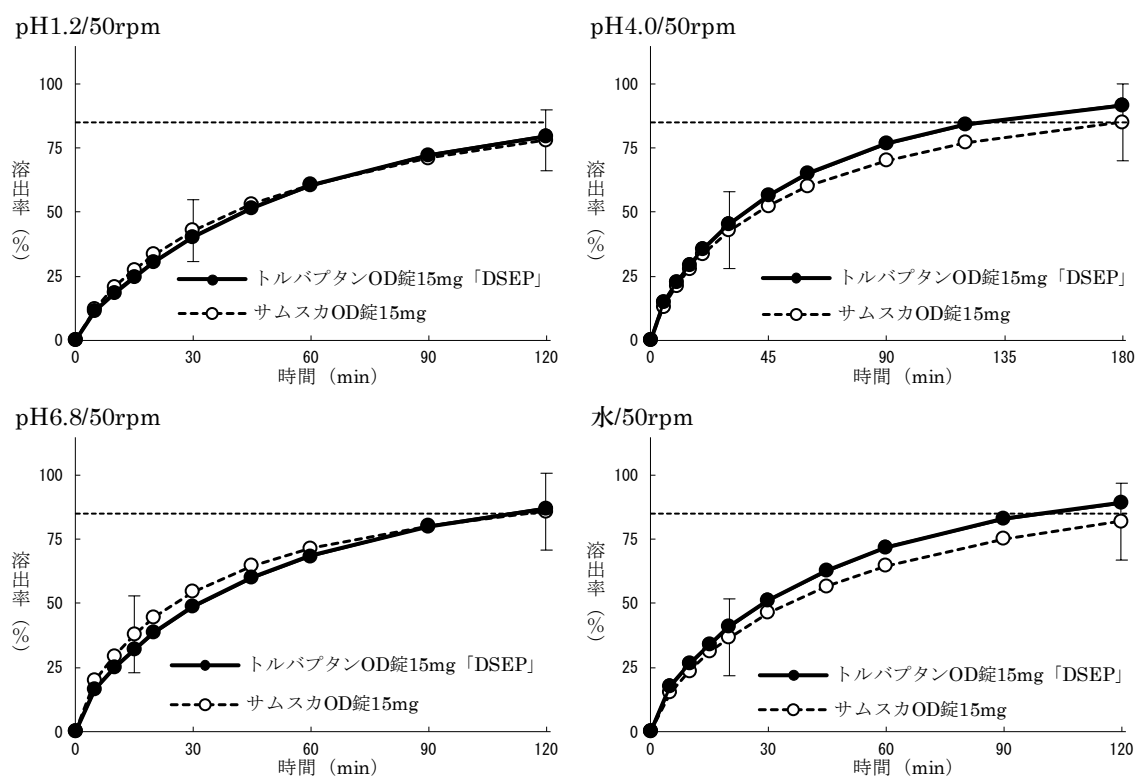 pH1.2/50rpm
100
75
50
25
0
溶出率（%）
トルバプタンOD錠15mg「DSEP」
サムスカOD錠15mg
0 30 60 90 120
時間（min）
pH4.0/50rpm
100
75
50
25
0
溶出率（%）
トルバプタンOD錠15mg「DSEP」
サムスカOD錠15mg
0 45 90 135 180
時間（min）
pH6.8/50rpm
100
75
50
25
0
溶出率（%）
トルバプタンOD錠15mg「DSEP」
サムスカOD錠15mg
0 30 60 90 120
時間（min）
水/50rpm
100
75
50
25
0
溶出率（%）
トルバプタンOD錠15mg「DSEP」
サムスカOD錠15mg
0 30 60 90 120
時間（min）